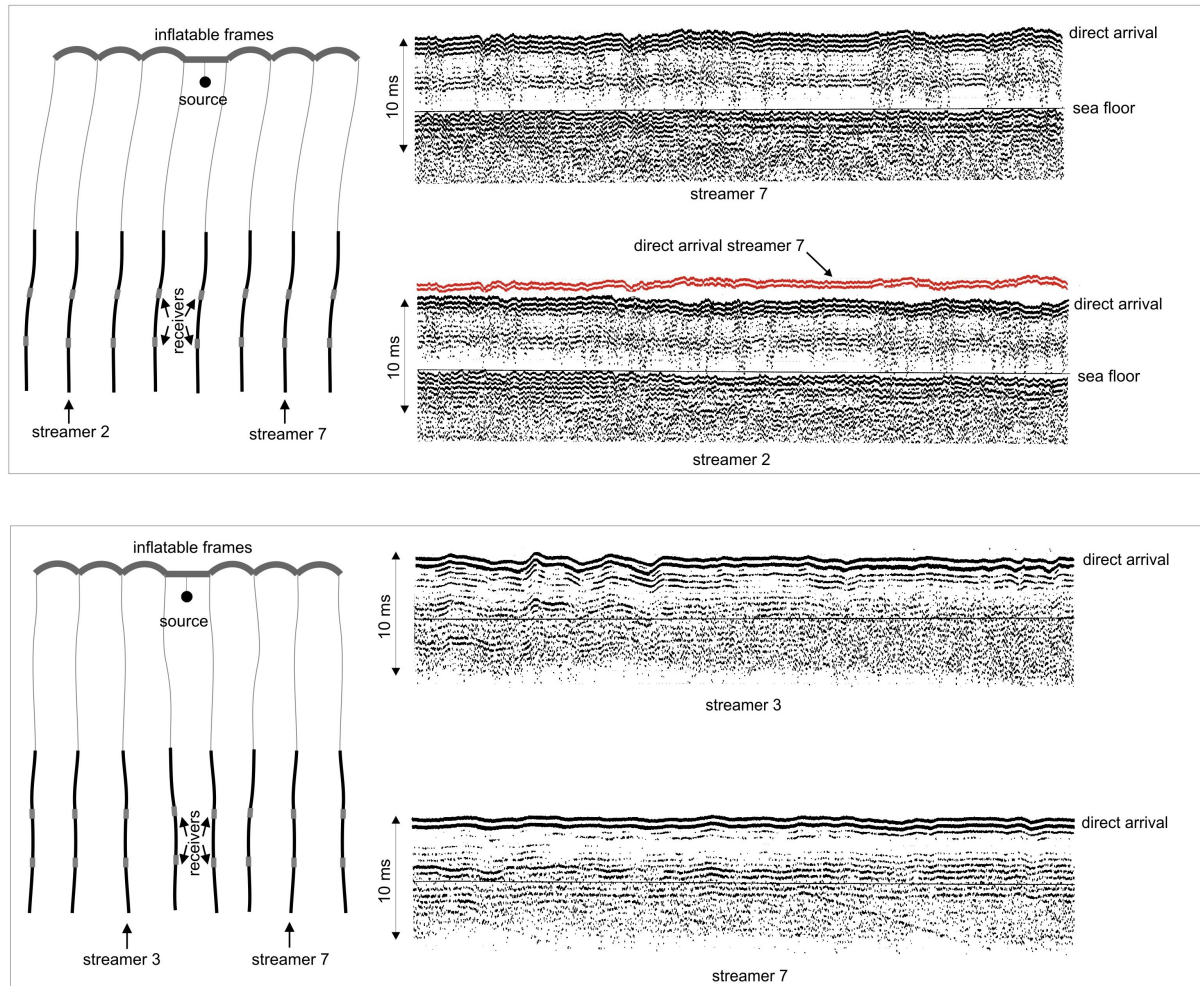 inflatable frames
source
receivers
streamer 2
streamer 7
10 ms
direct arrival
sea floor
streamer 7
direct arrival streamer 7
10 ms
direct arrival
sea floor
streamer 2
inflatable frames
source
receivers
streamer 3
streamer 7
10 ms
direct arrival
streamer 3
10 ms
direct arrival
streamer 7